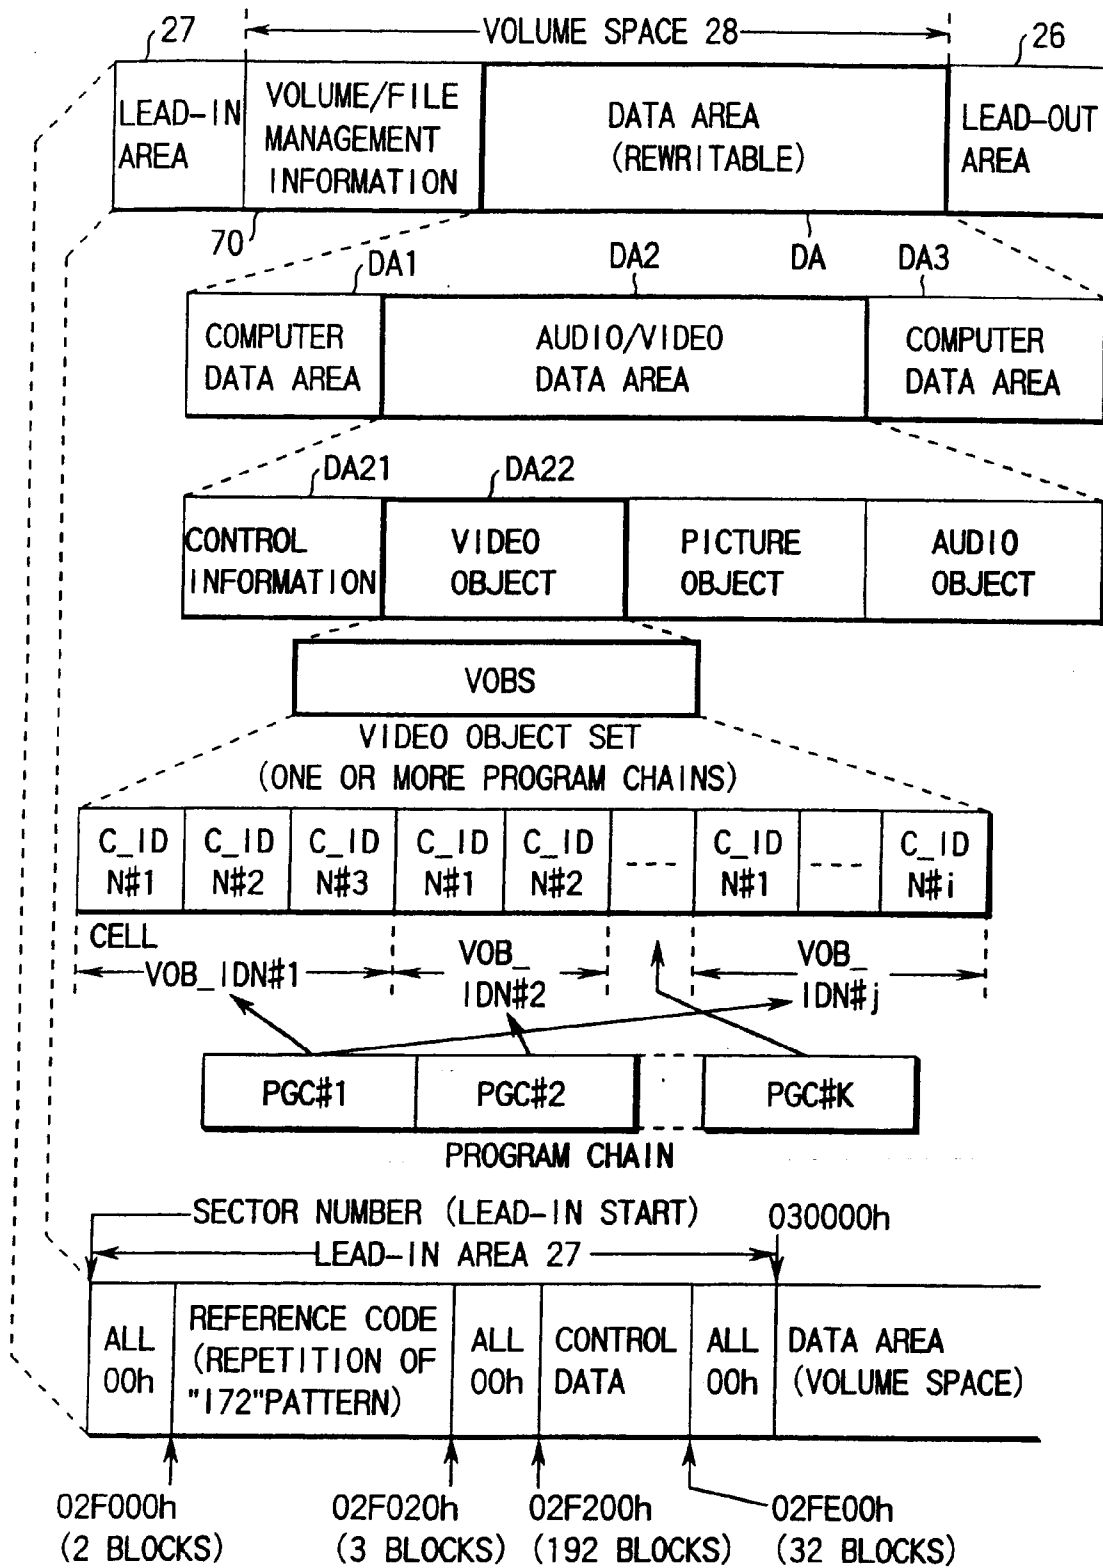 27
VOLUME SPACE 28
26
LEAD-IN
AREA
VOLUME/FILE
MANAGEMENT
INFORMATION
DATA AREA
(REWRITABLE)
LEAD-OUT
AREA
70
DA
DA1
DA2
DA3
COMPUTER
DATA AREA
AUDIO/VIDEO
DATA AREA
COMPUTER
DATA AREA
DA21
DA22
CONTROL
INFORMATION
VIDEO
OBJECT
PICTURE
OBJECT
AUDIO
OBJECT
VOBS
VIDEO OBJECT SET
(ONE OR MORE PROGRAM CHAINS)
C_ID
N#1
C_ID
N#2
C_ID
N#3
C_ID
N#1
C_ID
N#2
----
C_ID
N#1
----
C_ID
N#i
CELL
VOB_IDN#1
VOB_
IDN#2
VOB_
IDN#j
PGC#1
PGC#2
PGC#K
PROGRAM CHAIN
SECTOR NUMBER (LEAD-IN START)
030000h
LEAD-IN AREA 27
ALL
00h
REFERENCE CODE
(REPETITION OF
"172"PATTERN)
ALL
00h
CONTROL
DATA
ALL
00h
DATA AREA
(VOLUME SPACE)
02F000h
(2 BLOCKS)
02F020h
(3 BLOCKS)
02F200h
(192 BLOCKS)
02FE00h
(32 BLOCKS)